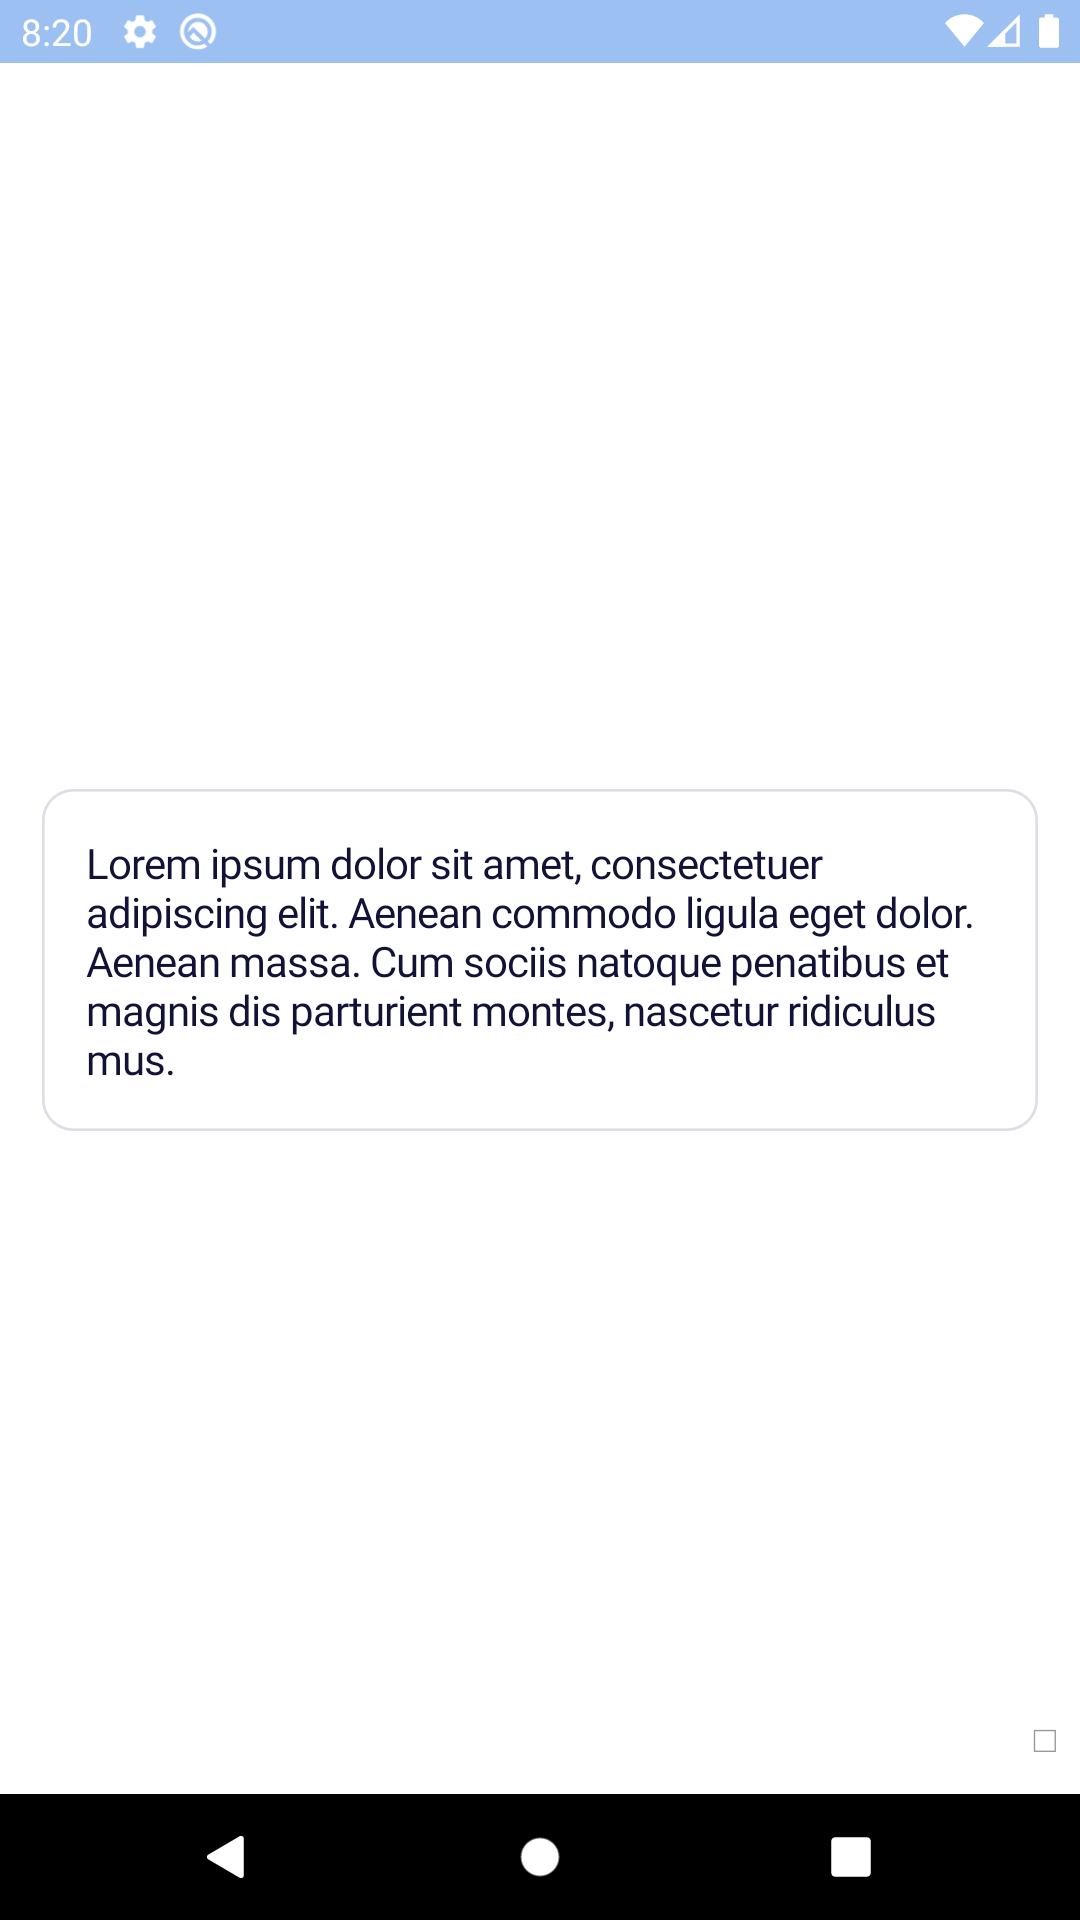 8:20
Lorem ipsum dolor sit amet, consectetuer
adipiscing elit. Aenean commodo ligula eget dolor.
Aenean massa. Cum sociis natoque penatibus et
magnis dis parturient montes, nascetur ridiculus
mus.